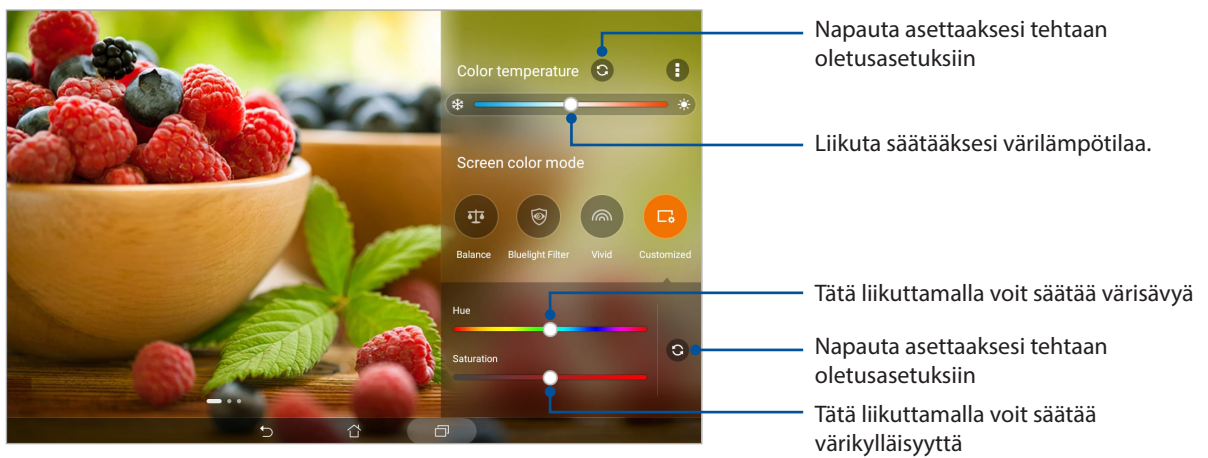 Napauta asettaaksesi tehtaan
oletusasetuksiin
Color temperature
Liikuta säätääksesi värilämpötilaa.
Screen color mode
Balance Bluelight Filter Vivid Customized
Tätä liikuttamalla voit säätää värisävyä
Hue
Napauta asettaaksesi tehtaan
oletusasetuksiin
Saturation
Tätä liikuttamalla voit säätää
värikylläisyyttä